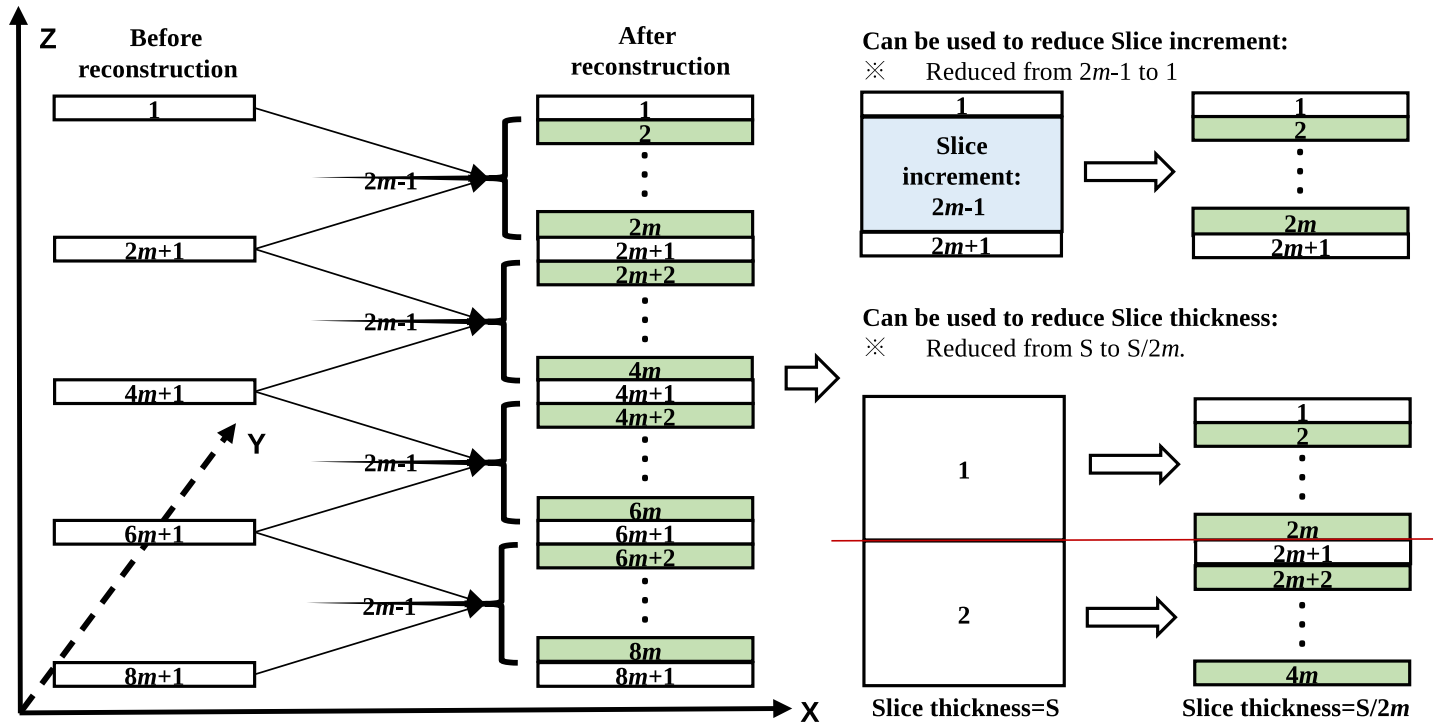 Z
Before
reconstruction
1
2m+1
4m+1
Y
6m+1
8m+1
X
2m-1
2m-1
2m-1
2m-1
After
reconstruction
1
2
2m
2m+1
2m+2
4m
4m+1
4m+2
6m
6m+1
6m+2
8m
8m+1
Can be used to reduce Slice increment:
※ Reduced from 2m-1 to 1
1
Slice
increment:
2m-1
2m+1
1
2
2m
2m+1
Can be used to reduce Slice thickness:
※ Reduced from S to S/2m.
1
2
Slice thickness=S
1
2
2m
2m+1
2m+2
4m
Slice thickness=S/2m